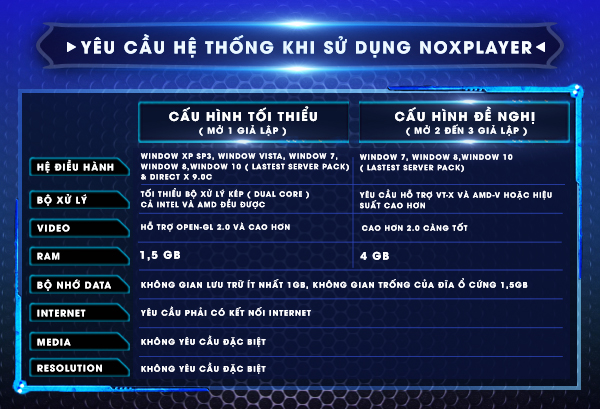 YÊU CẦU HỆ THỐNG KHI SỬ DỤNG NOXPLAYER
CẤU HÌNH TỐI THIỂU
( MỞ 1 GIẢ LẬP )
CẤU HÌNH ĐỀ NGHỊ
( MỞ 2 ĐẾN 3 GIẢ LẬP )
HỆ ĐIỀU HÀNH
WINDOW XP SP3, WINDOW VISTA, WINDOW 7,
WINDOW 8,WINDOW 10 ( LASTEST SERVER PACK)
& DIRECT X 9.0C
WINDOW 7, WINDOW 8,WINDOW 10
( LASTEST SERVER PACK)
BỘ XỬ LÝ
TỐI THIỂU BỘ XỬ LÝ KÉP ( DUAL CORE )
CẢ INTEL VÀ AMD ĐỀU ĐƯỢC
YÊU CẦU HỖ TRỢ VT-X VÀ AMD-V HOẶC HIỆU
SUẤT CAO HƠN
VIDEO
HỖ TRỢ OPEN-GL 2.0 VÀ CAO HƠN
CAO HƠN 2.0 CÀNG TỐT
RAM
1,5 GB
4 GB
BỘ NHỚ DATA
KHÔNG GIAN LƯU TRỮ ÍT NHẤT 1GB, KHÔNG GIAN TRỐNG CỦA ĐĨA Ổ CỨNG 1,5GB
INTERNET
YÊU CẦU PHẢI CÓ KẾT NỐI INTERNET
MEDIA
KHÔNG YÊU CẦU ĐẶC BIỆT
RESOLUTION
KHÔNG YÊU CẦU ĐẶC BIỆT